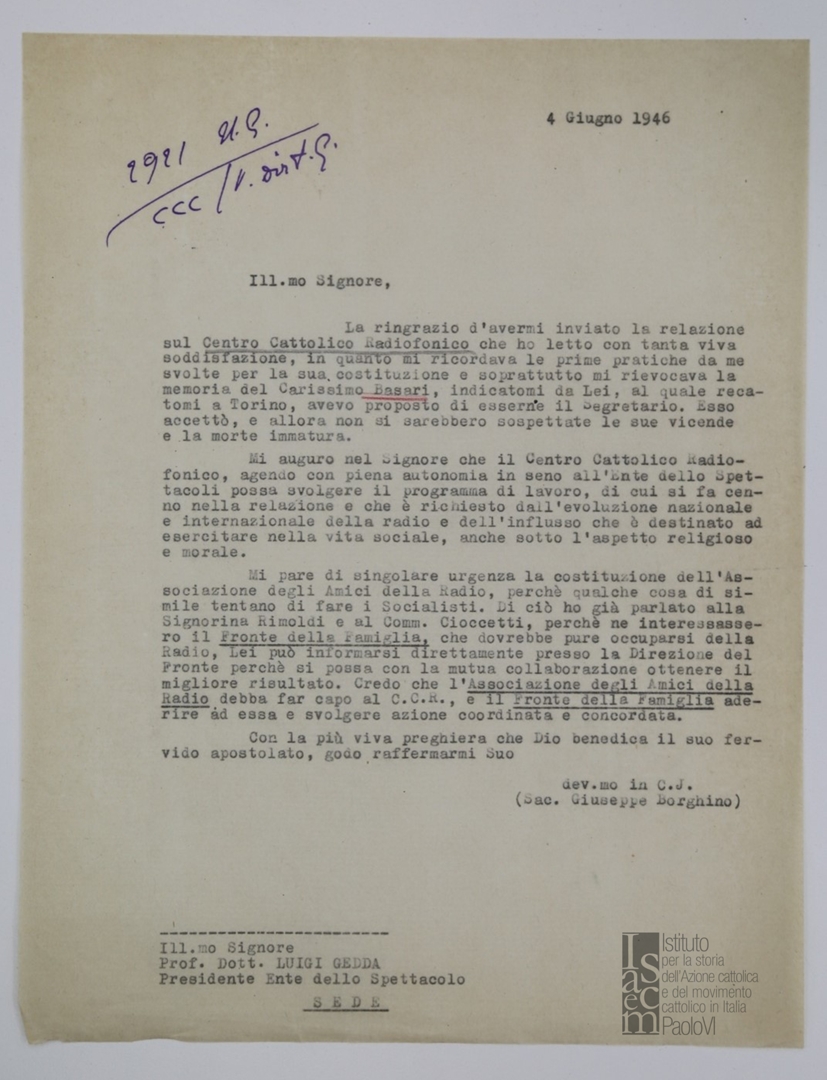 4 Giugno 1946
2921 U.G.
CCC / V. Dirt. G.
Ill.mo Signore,
La ringrazio d'avermi inviato la relazione
sul Centro Cattolico Radiofonico che ho letto con tanta viva
soddisfazione, in quanto mi ricordava le prime pratiche da me
svolte per la sua costituzione e soprattutto mi rievocava la
memoria del Carissimo Basari, indicatomi da Lei, al quale reca-
tomi a Torino, avevo proposto di esserne il Segretario. Esso
accettò, e allora non si sarebbero sospettate le sue vicende
e la morte immatura.
Mi auguro nel Signore che il Centro Cattolico Radio-
fonico, agendo con piena autonomia in seno all'Ente dello Spet-
tacoli possa svolgere il programma di lavoro, di cui si fa cen-
no nella relazione e che è richiesto dall'evoluzione nazionale
e internazionale della radio e dell'influsso che è destinato ad
esercitare nella vita sociale, anche sotto l'aspetto religioso
e morale.
Mi pare di singolare urgenza la costituzione dell'As-
sociazione degli Amici della Radio, perchè qualche cosa di si-
mile tentano di fare i Socialisti. Di ciò ho già parlato alla
Signorina Rimoldi e al Comm. Cioccetti, perchè ne interessasse-
ro il Fronte della Famiglia, che dovrebbe pure occuparsi della
Radio, Lei può informarsi direttamente presso la Direzione del
Fronte perchè si possa con la mutua collaborazione ottenere il
migliore risultato. Credo che l'Associazione degli Amici della
Radio debba far capo al C.C.R., e il Fronte della Famiglia ade-
rire ad essa e svolgere azione coordinata e concordata.
Con la più viva preghiera che Dio benedica il suo fer-
vido apostolato, godo raffermarmi Suo
dev.mo in C.J.
(Sac. Giuseppe Borghino)
Ill.mo Signore
Prof. Dott. LUIGI GEDDA
Presidente Ente dello Spettacolo
S E D E
Isacem
Istituto
per la storia
dell'Azione cattolica
e del movimento
cattolico in Italia
PaoloVI